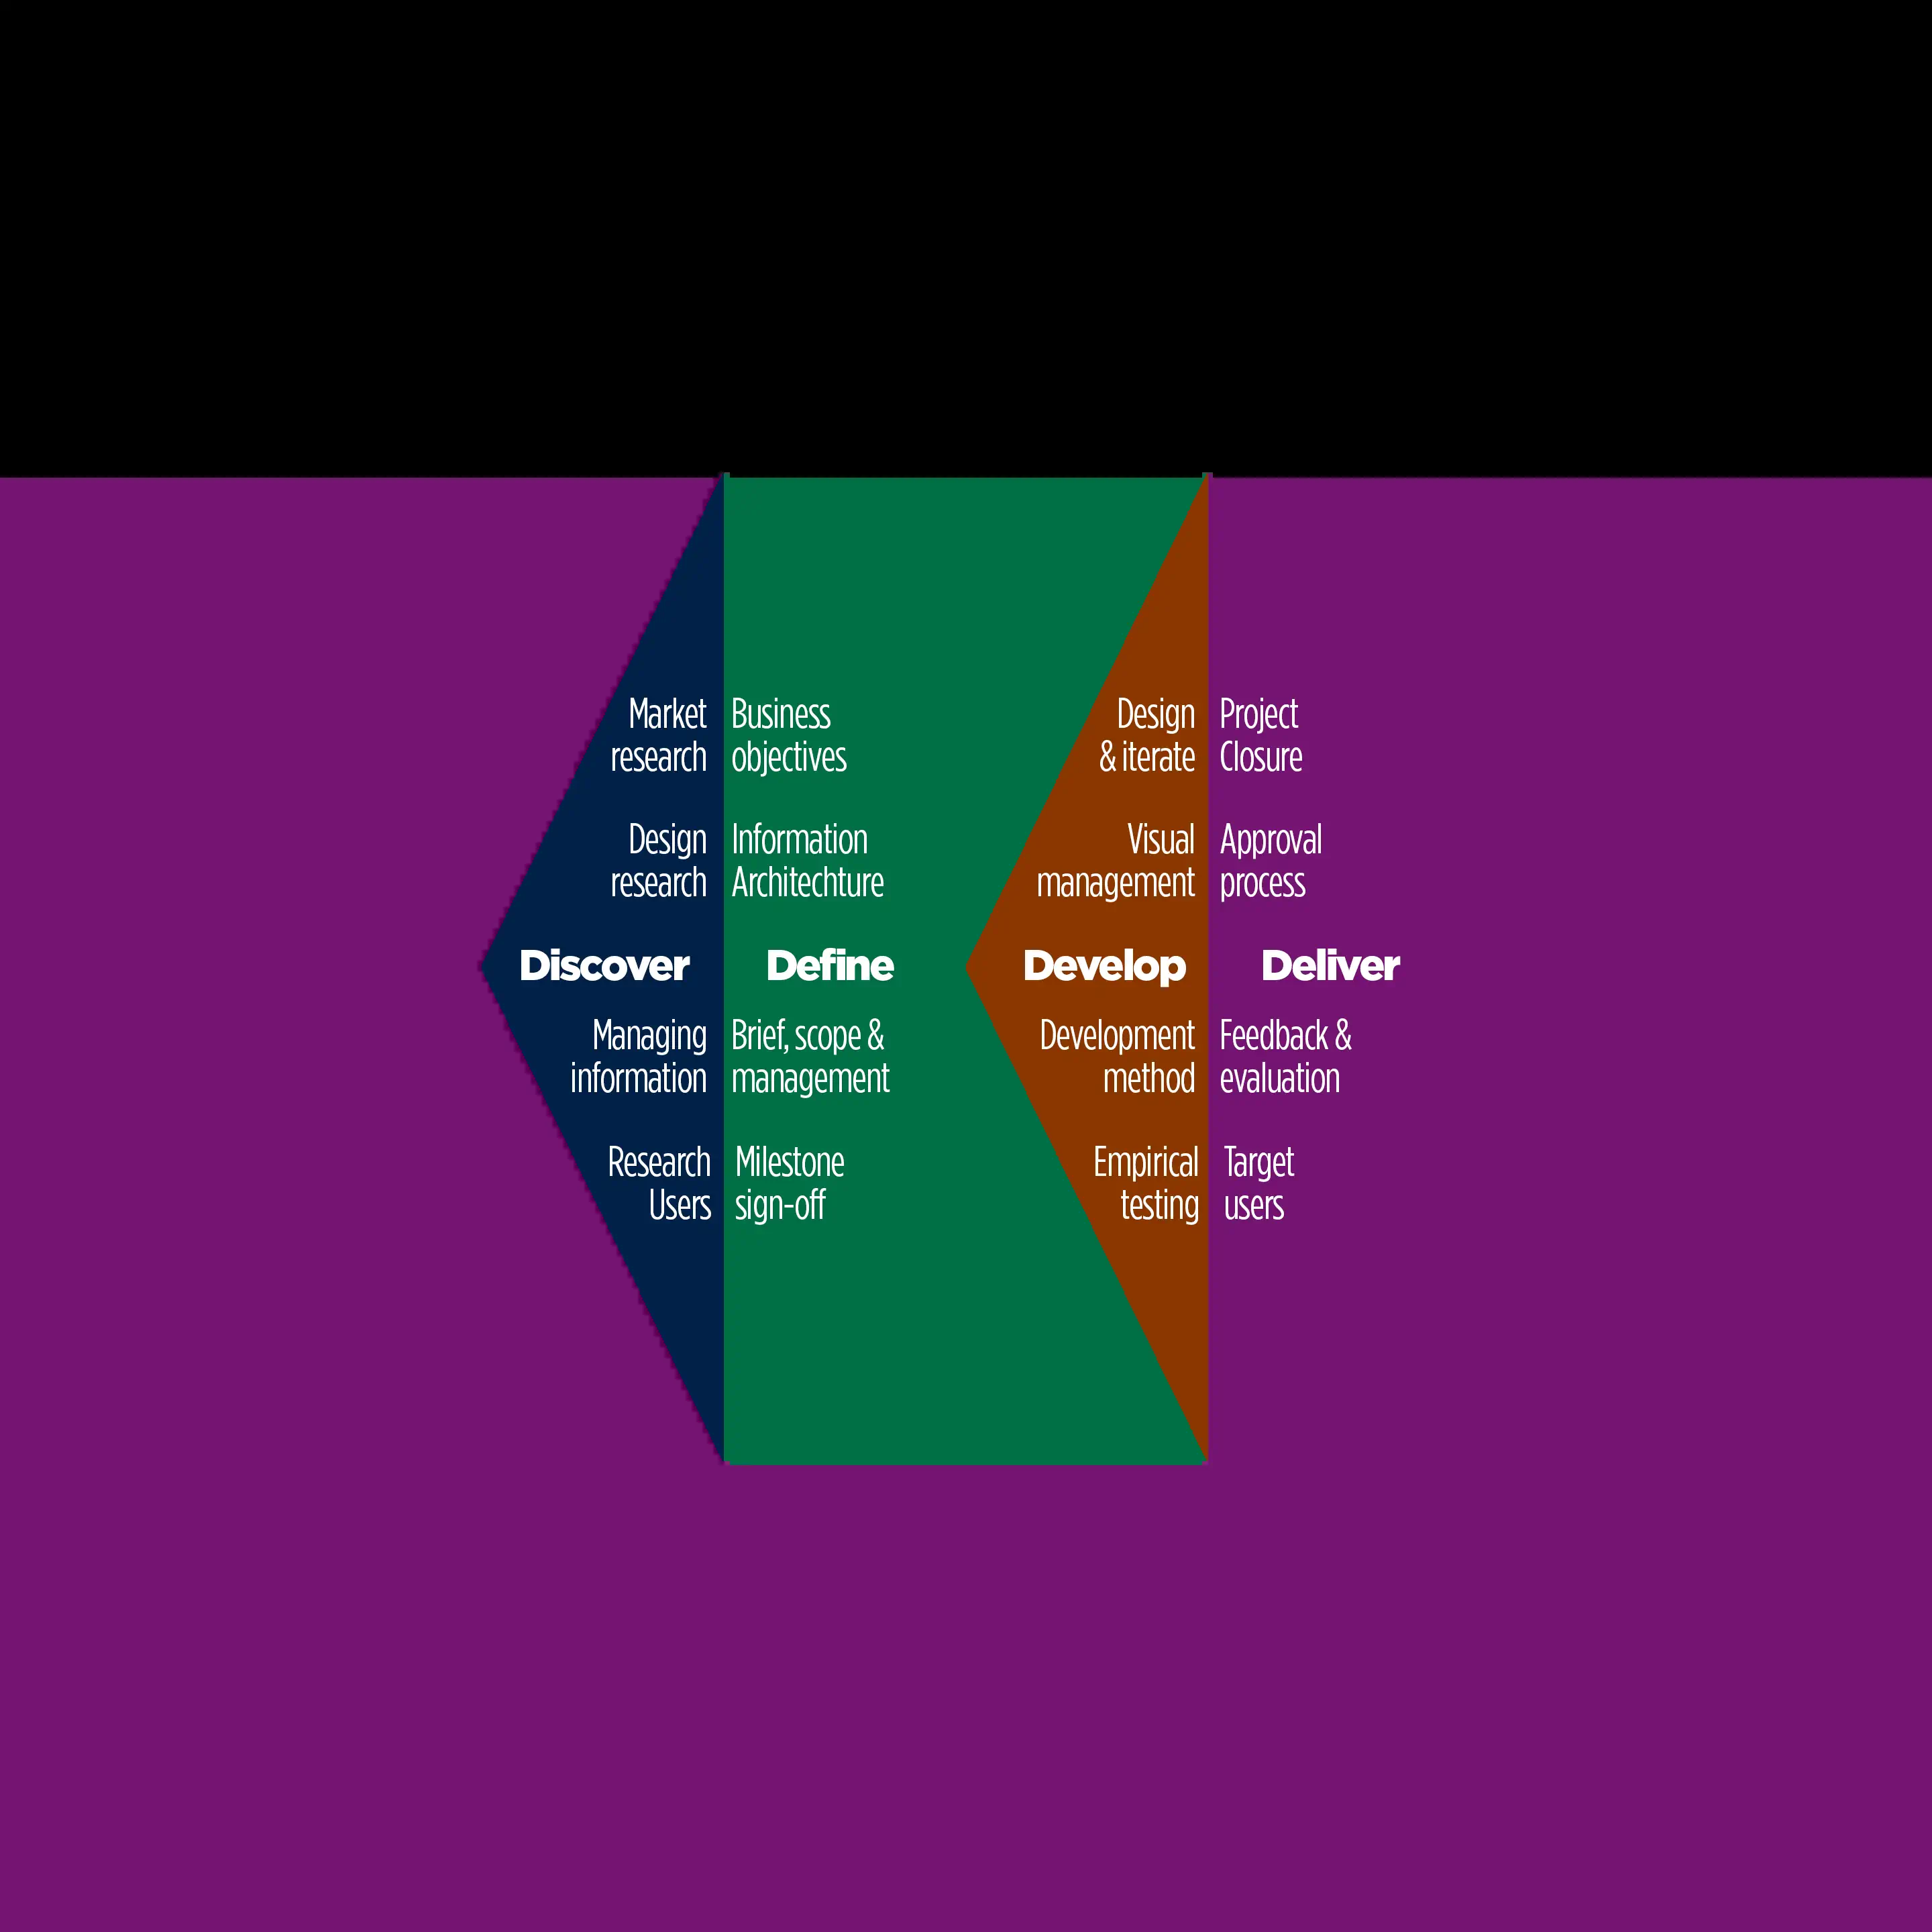 Market
research
Design
research
Discover
Managing
information
Research
Users
Business
objectives
Information
Architechture
Define
Brief, scope &
management
Milestone
sign-off
Design
& iterate
Visual
management
Develop
Development
method
Empirical
testing
Project
Closure
Approval
process
Deliver
Feedback &
evaluation
Target
users